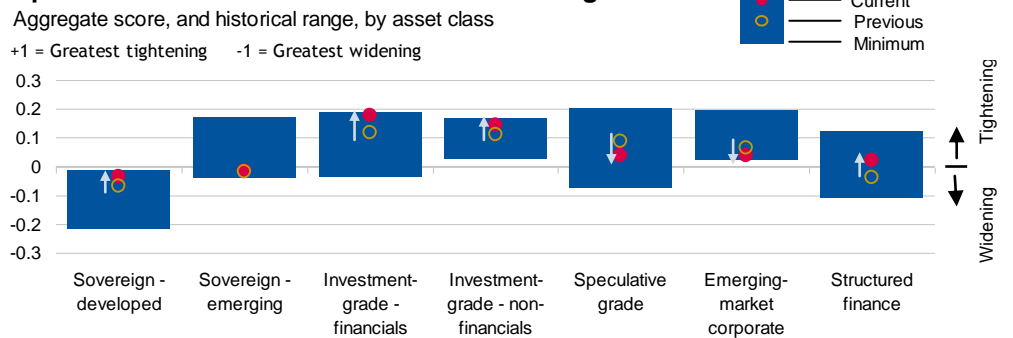 Aggregate score, and historical range, by asset class
+1 = Greatest tightening -1 = Greatest widening
Current
Previous
Minimum
0.3
0.2
0.1
0
-0.1
-0.2
-0.3
Tightening
Widening
Sovereign -
developed
Sovereign -
emerging
Investment-
grade -
financials
Investment-
grade - non-
financials
Speculative
grade
Emerging-
market
corporate
Structured
finance